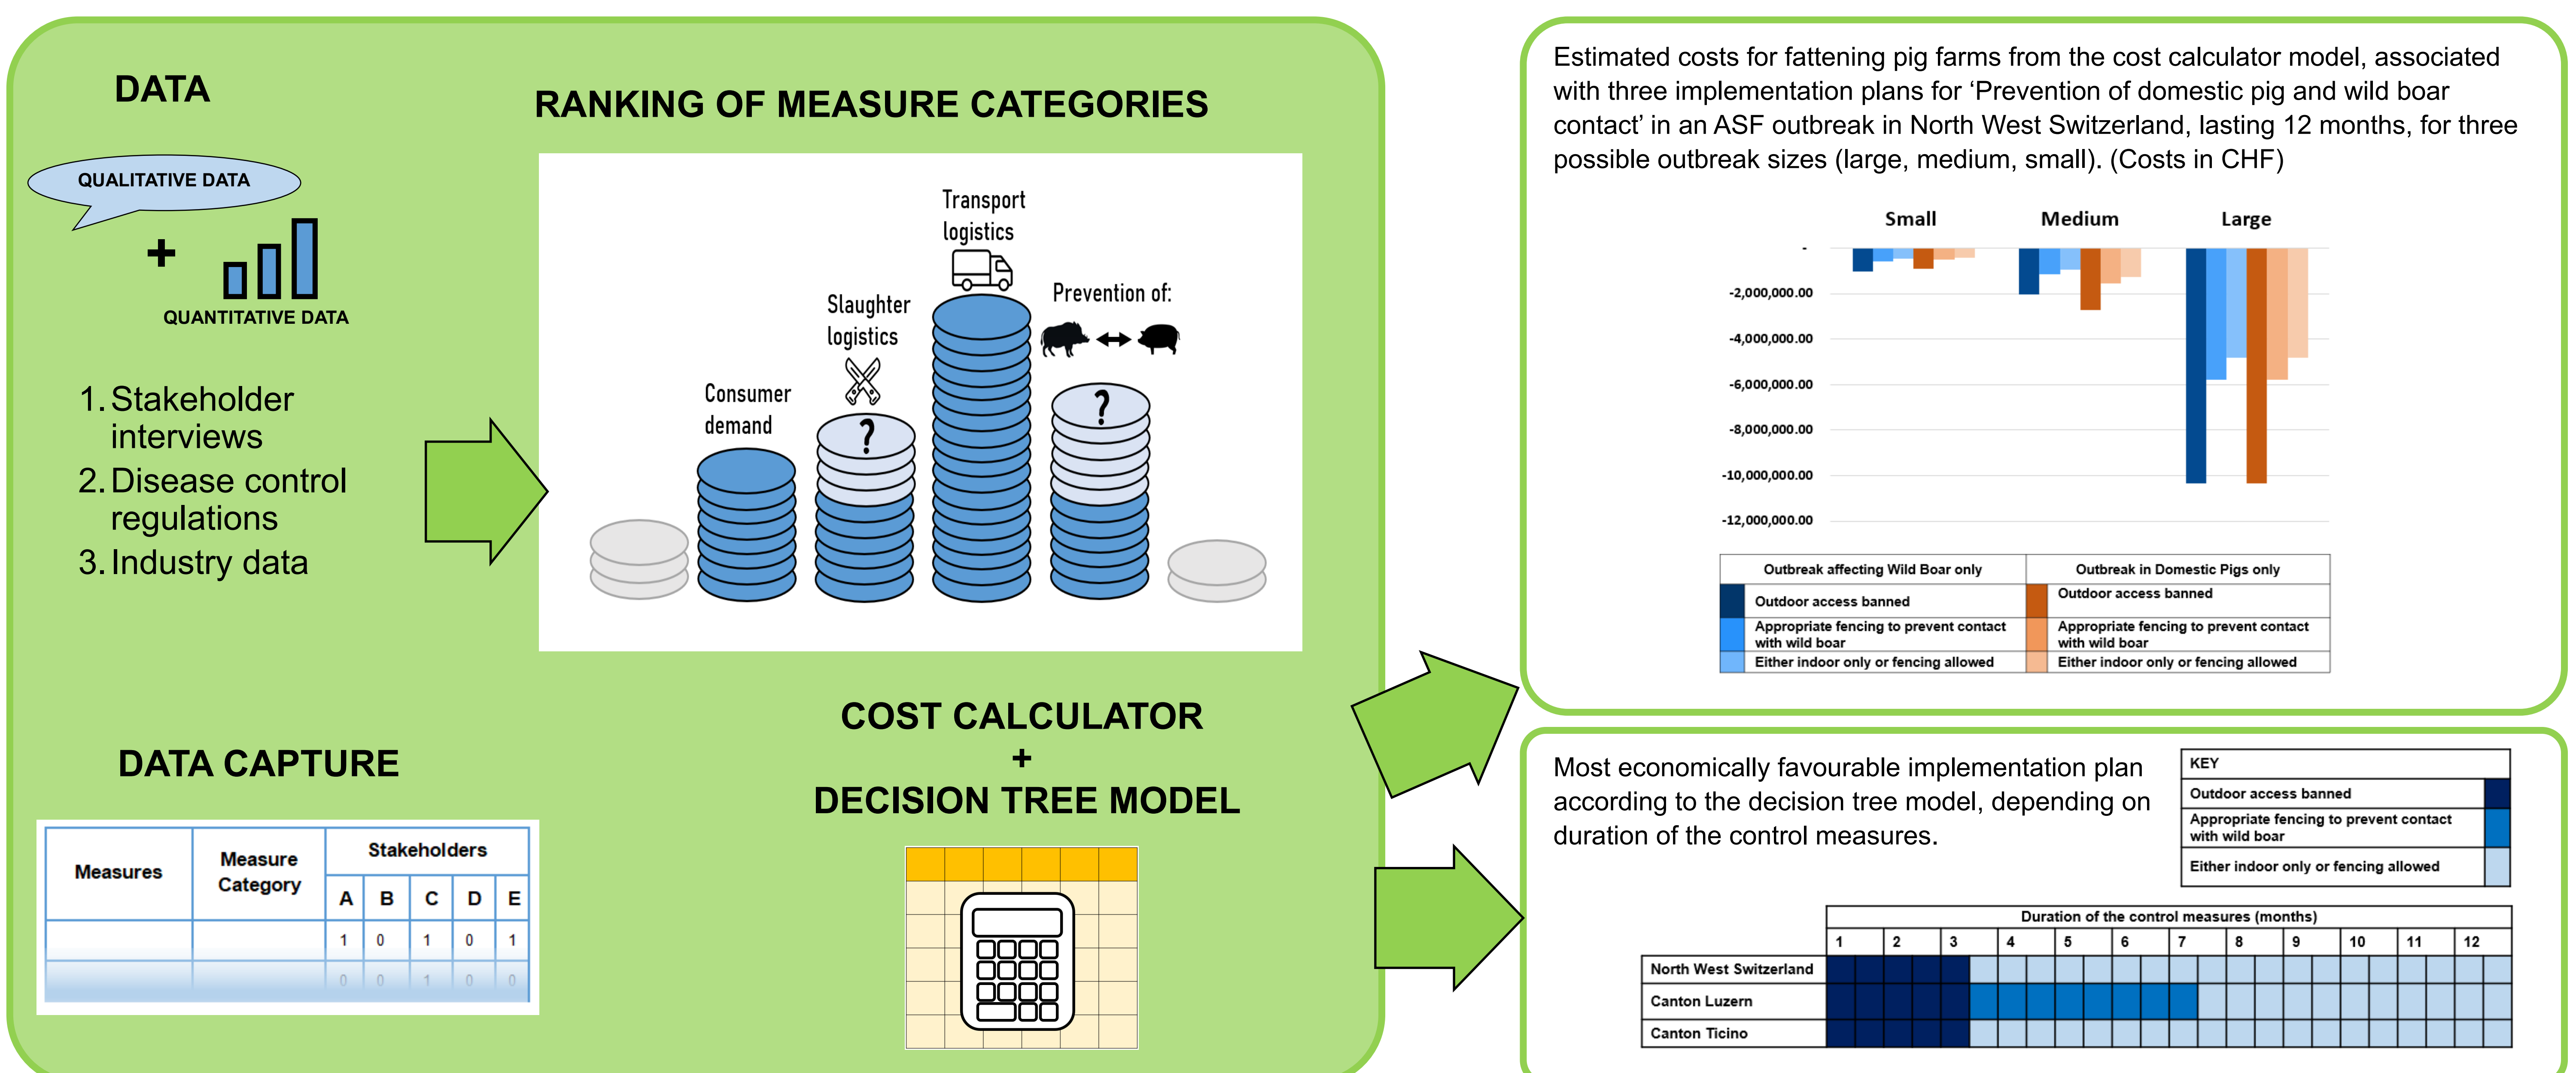 DATA
QUALITATIVE DATA
+
QUANTITATIVE DATA
1. Stakeholder
interviews
2. Disease control
regulations
3. Industry data
RANKING OF MEASURE CATEGORIES
Consumer
demand
Slaughter
logistics
?
Transport
logistics
Prevention of:
?
DATA CAPTURE
Measures
Measure
Category
Stakeholders
A B C D E
1 0 1 0 1
0 0 1 0 0
COST CALCULATOR
+
DECISION TREE MODEL
Estimated costs for fattening pig farms from the cost calculator model, associated
with three implementation plans for ‘Prevention of domestic pig and wild boar
contact’ in an ASF outbreak in North West Switzerland, lasting 12 months, for three
possible outbreak sizes (large, medium, small). (Costs in CHF)
Small Medium Large
-
-2,000,000.00
-4,000,000.00
-6,000,000.00
-8,000,000.00
-10,000,000.00
-12,000,000.00
Outbreak affecting Wild Boar only
Outbreak in Domestic Pigs only
Outdoor access banned
Outdoor access banned
Appropriate fencing to prevent contact
with wild boar
Appropriate fencing to prevent contact
with wild boar
Either indoor only or fencing allowed
Either indoor only or fencing allowed
Most economically favourable implementation plan
according to the decision tree model, depending on
duration of the control measures.
KEY
Outdoor access banned
Appropriate fencing to prevent contact
with wild boar
Either indoor only or fencing allowed
Duration of the control measures (months)
1 2 3 4 5 6 7 8 9 10 11 12
North West Switzerland
Canton Luzern
Canton Ticino